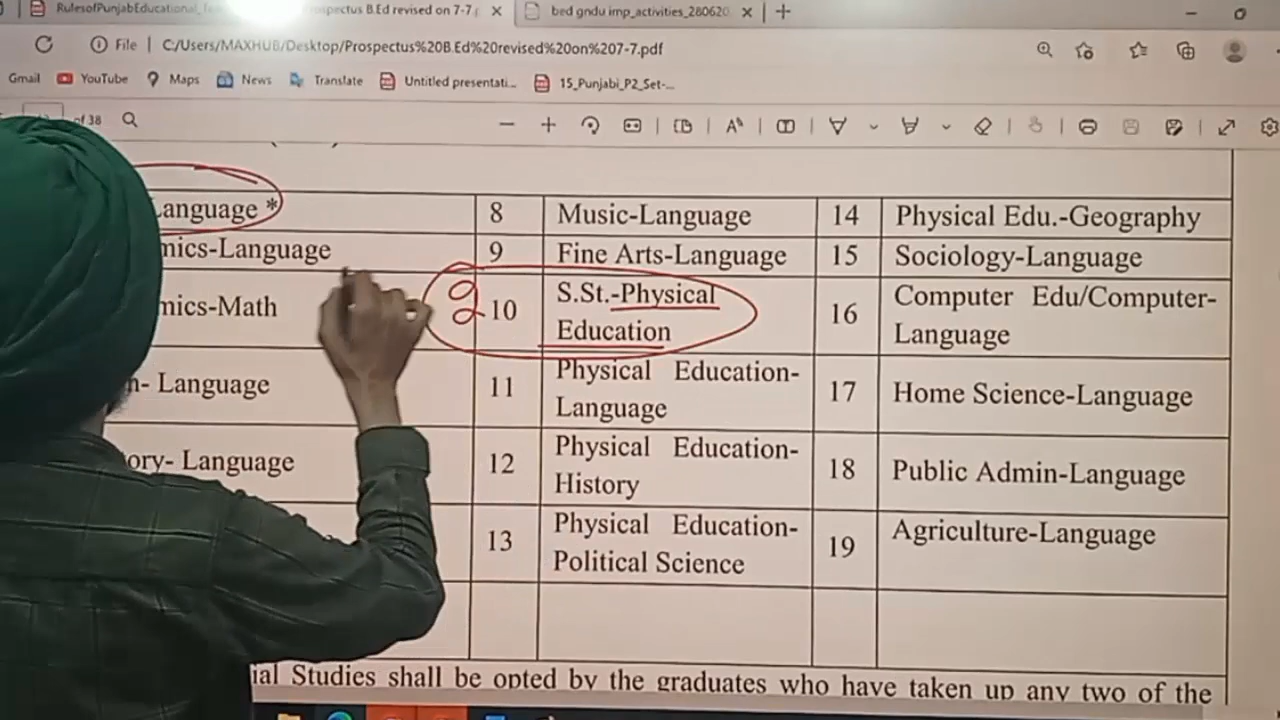 RulesofPunjabEducational_
ospectus B.Ed revised on 7-7.p
bed gndu imp_activities_280620
File | C:/Users/MAXHUB/Desktop/Prospectus%20B.Ed%20revised%20on%207-7.pdf
Gmail YouTube Maps News Translate Untitled presentati... 15_Punjabi_P2_Set-...
of 38
Language * 8 Music-Language 14 Physical Edu.-Geography
mics-Language 9 Fine Arts-Language 15 Sociology-Language
mics-Math 2 10 S.St.-Physical Education 16 Computer Edu/Computer-Language
n- Language 11 Physical Education-Language 17 Home Science-Language
ory- Language 12 Physical Education-History 18 Public Admin-Language
13 Physical Education-Political Science 19 Agriculture-Language
ial Studies shall be opted by the graduates who have taken up any two of the